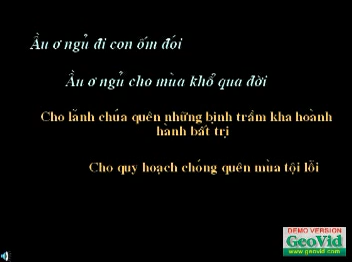 Ầu ơ ngủ đi con ốm đói
Ầu ơ ngủ cho mùa khổ qua đời
Cho lãnh chúa quên những bịnh trầm kha hoành
hành bất trị
Cho quy hoạch chóng quên mùa tội lỗi
DEMO VERSION
GeoVid
www.geovid.com